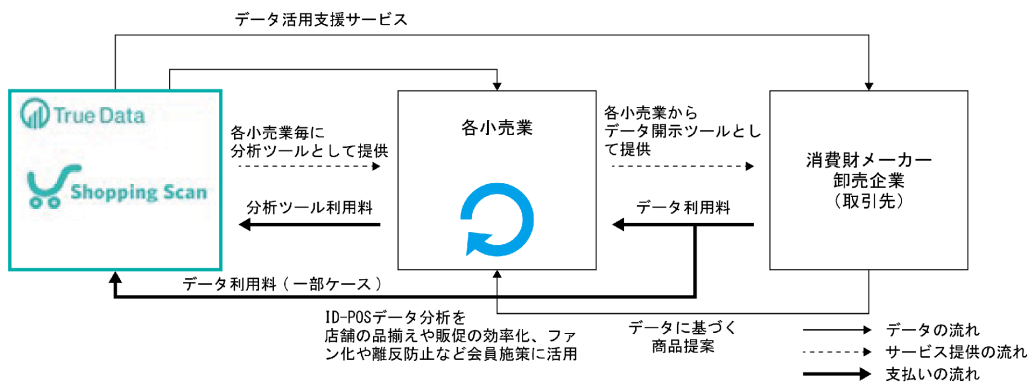 データ活用支援サービス
True Data
Shopping Scan
各小売業毎に
分析ツールとして提供
分析ツール利用料
各小売業
各小売業から
データ開示ツールとし
て提供
データ利用料
消費財メーカー
卸売企業
（取引先）
データ利用料（一部ケース）
ID-POSデータ分析を
店舗の品揃えや販促の効率化、ファ
ン化や離反防止など会員施策に活用
データに基づく
商品提案
データの流れ
サービス提供の流れ
支払いの流れ